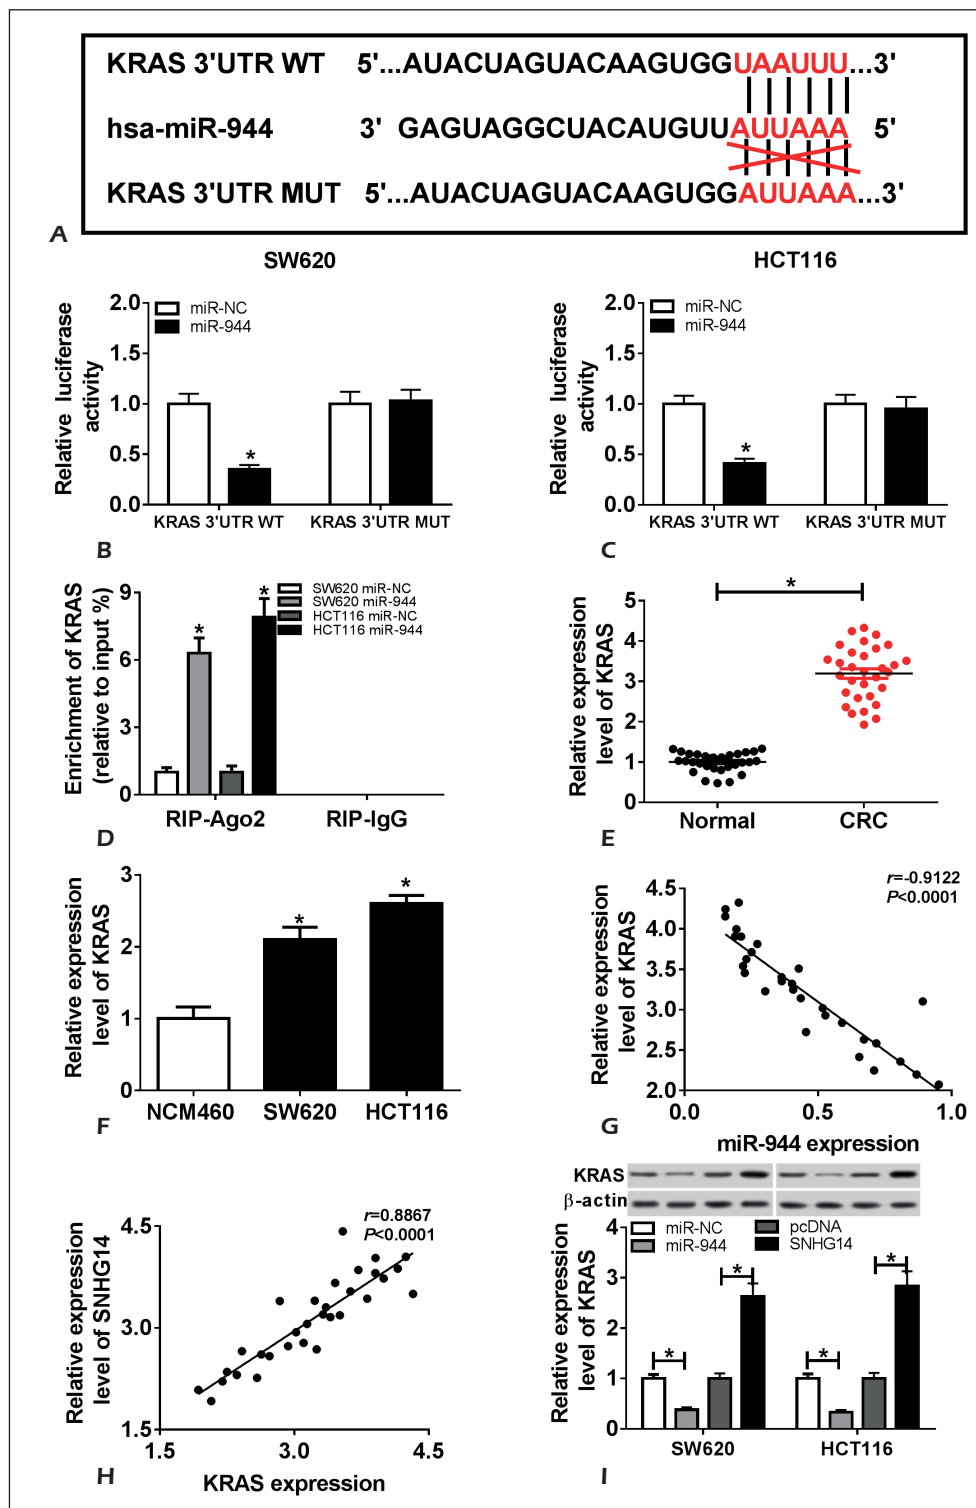 KRAS 3'UTR WT 5'...AUACUAGUACAAGUGGUAAUUU...3'
hsa-miR-944 3' GAGUAGGCUACAUGUUAUUAAA 5'
KRAS 3'UTR MUT 5'...AUACUAGUACAAGUGGAUUAAA...3'
A
SW620
Relative luciferase
activity
2.0
1.5
1.0
0.5
0.0
miR-NC
miR-944
*
KRAS 3'UTR WT KRAS 3'UTR MUT
B
HCT116
Relative luciferase
activity
2.0
1.5
1.0
0.5
0.0
miR-NC
miR-944
*
KRAS 3'UTR WT KRAS 3'UTR MUT
C
Enrichment of KRAS
(relative to input %)
9
6
3
0
SW620 miR-NC
SW620 miR-944
HCT116 miR-NC
HCT116 miR-944
* *
RIP-Ago2 RIP-IgG
D
Relative expression
level of KRAS
5
4
3
2
1
0
*
Normal CRC
E
Relative expression
level of KRAS
3
2
1
0
* *
NCM460 SW620 HCT116
F
Relative expression
level of KRAS
4.5
4.0
3.5
3.0
2.5
2.0
r=-0.9122
P<0.0001
0.0 0.5 1.0
miR-944 expression
G
Relative expression
level of SNHG14
4.5
3.0
1.5
r=0.8867
P<0.0001
1.5 3.0 4.5
KRAS expression
H
KRAS
β-actin
miR-NC pcDNA
miR-944 SNHG14
Relative expression
level of KRAS
4
3
2
1
0
* * * *
SW620 HCT116
I